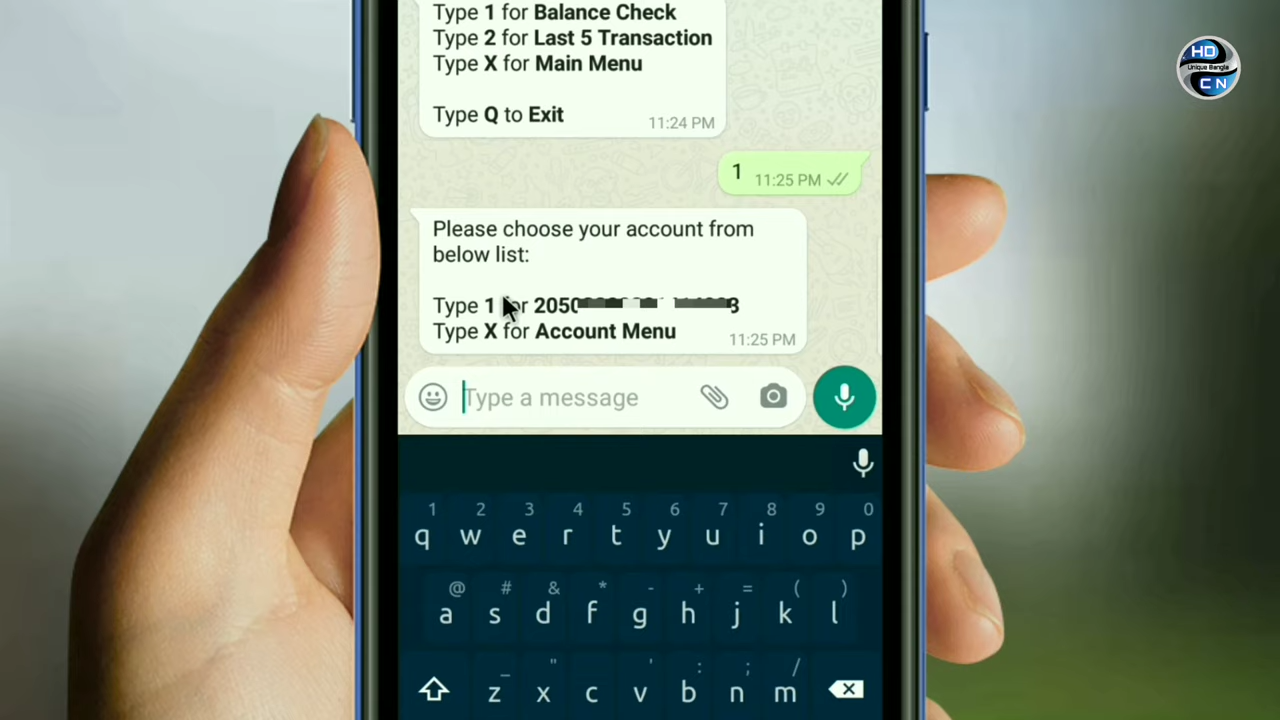 Type 1 for Balance Check
Type 2 for Last 5 Transaction
Type X for Main Menu
Type Q to Exit
11:24 PM
1
11:25 PM
Please choose your account from
below list:
Type 1 for
Type X for Account Menu
11:25 PM
Type a message
1 2 3 4 5 6 7 8 9 0
q w e r t y u i o p
@ # & * - + = ( )
a s d f g h j k l
_ " ' : ; /
z x c v b n m
HD
Unique Bangla
C N